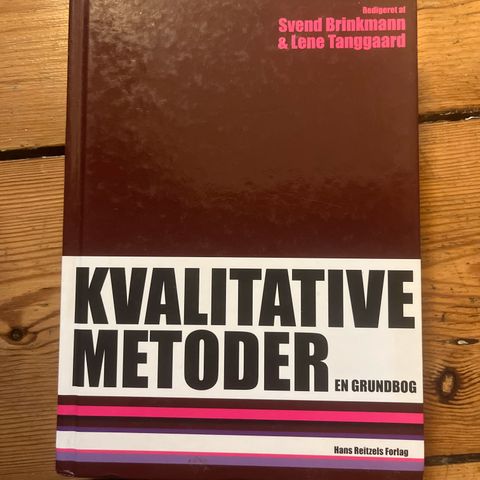 Redigeret af
Svend Brinkmann
& Lene Tanggaard
KVALITATIVE
METODER
EN GRUNDBOG
Hans Reitzels Forlag